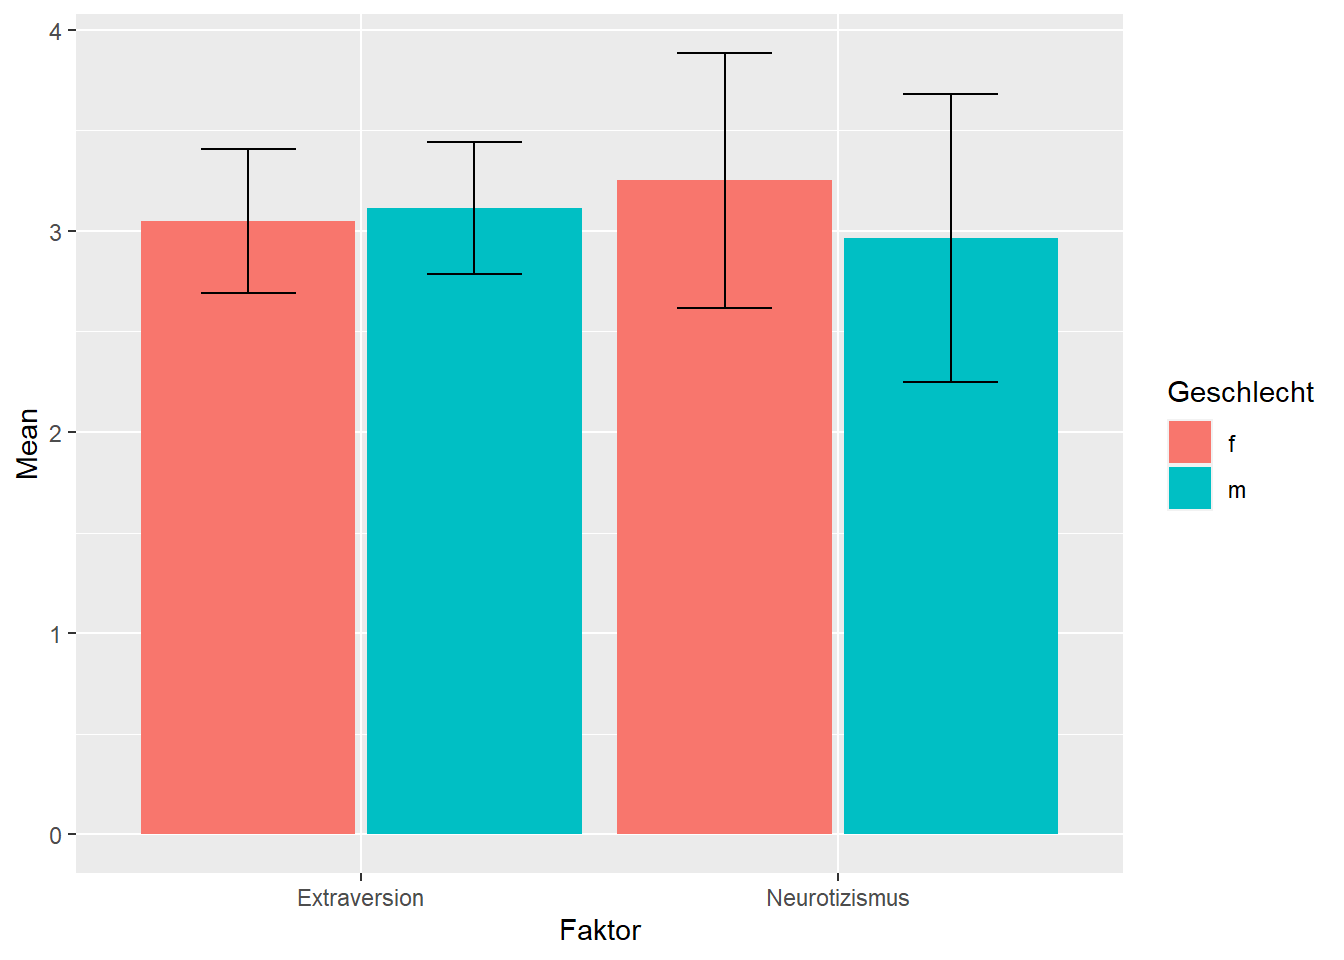 4
3
2
1
0
Mean
Extraversion
Neurotizismus
Faktor
Geschlecht
f
m